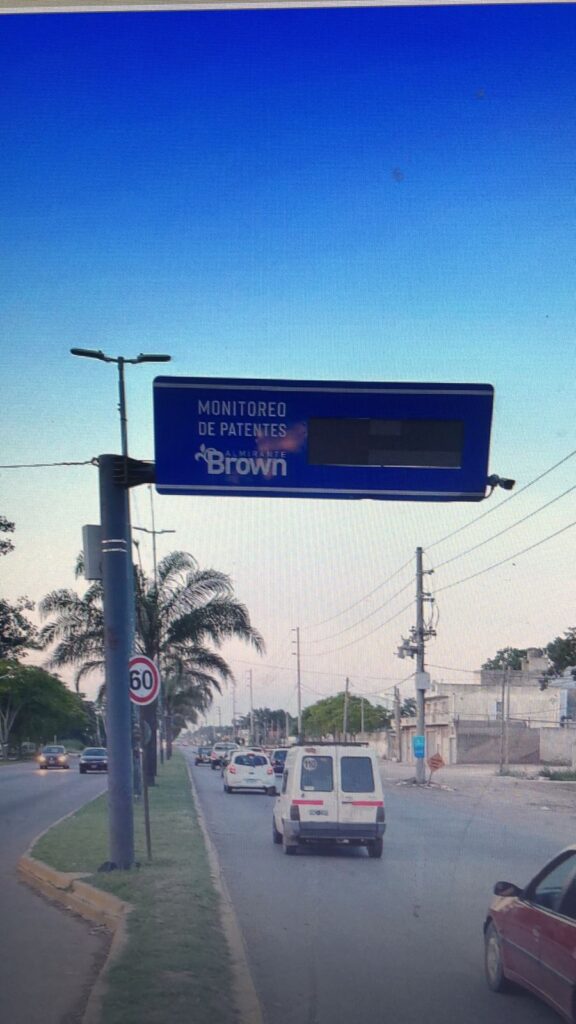 MONITOREO
DE PATENTES
ALMIRANTE
Brown
60